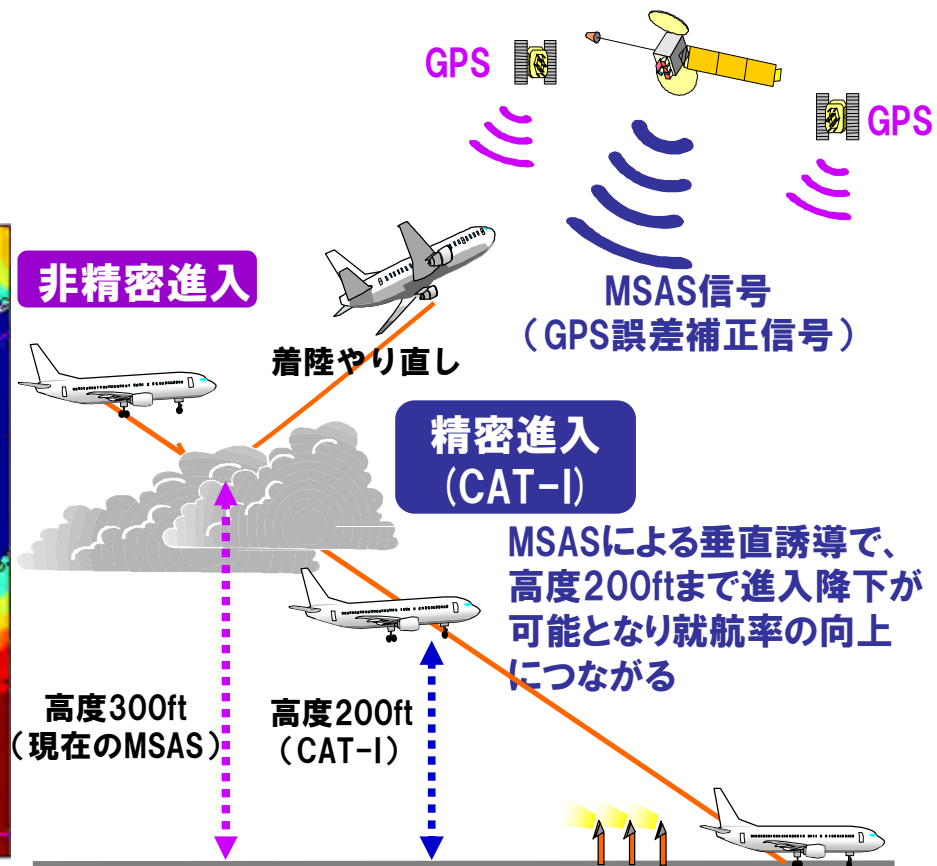 GPS
GPS
MSAS信号
（GPS誤差補正信号）
非精密進入
着陸やり直し
精密進入
(CAT-I)
MSASによる垂直誘導で、
高度200ftまで進入降下が
可能となり就航率の向上
につながる
高度300ft
（現在のMSAS）
高度200ft
（CAT-I）